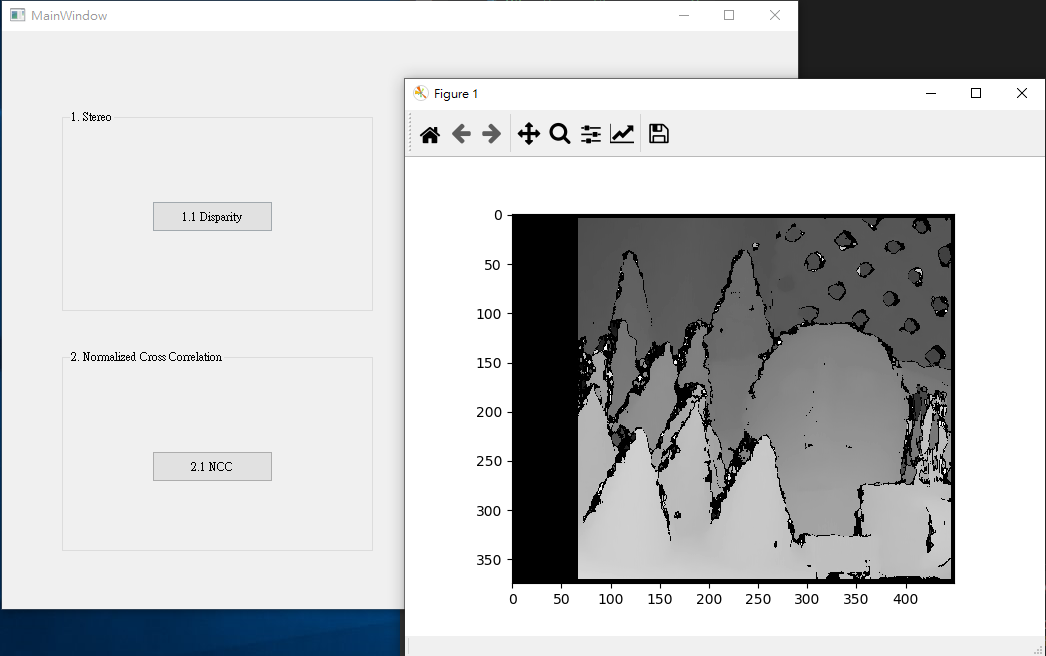 MainWindow
1. Stereo
1.1 Disparity
2. Normalized Cross Correlation
2.1 NCC
Figure 1
0
50
100
150
200
250
300
350
0 50 100 150 200 250 300 350 400